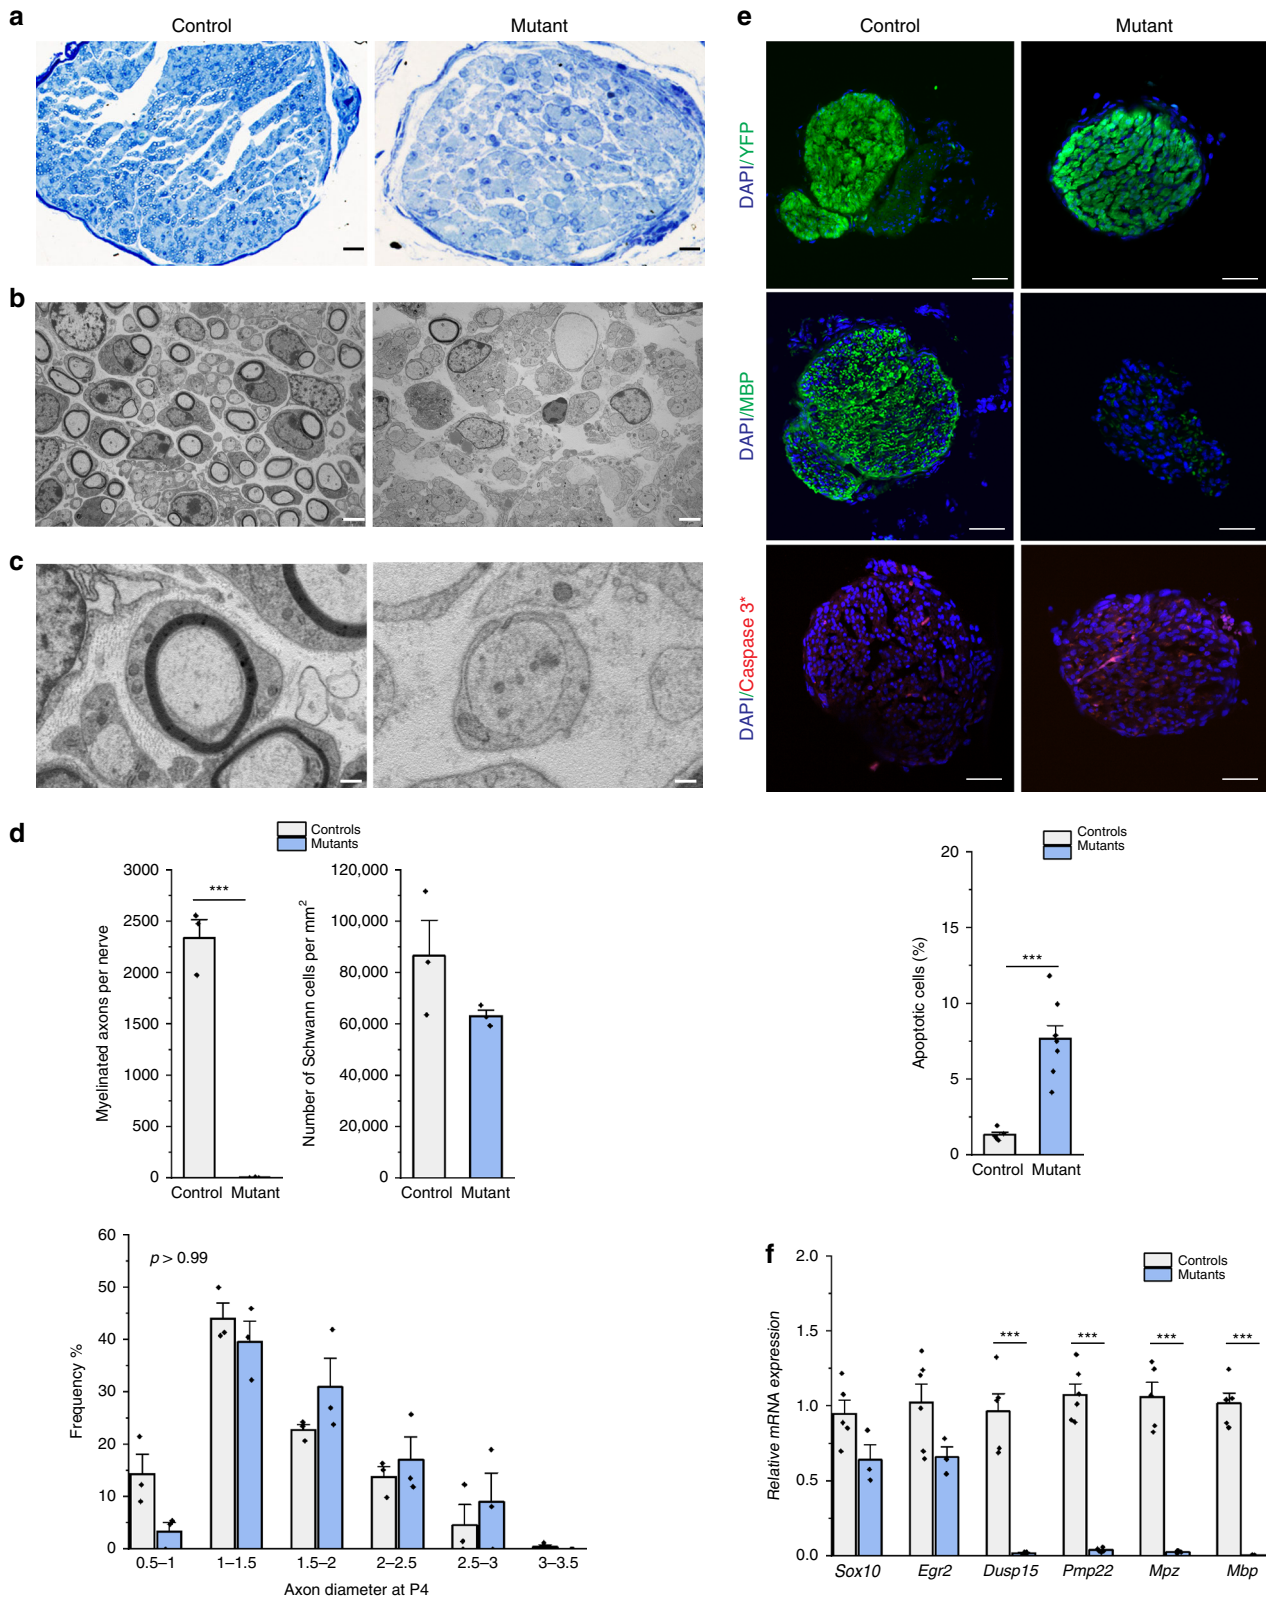 a
Control
Mutant
b
c
d
Controls
Mutants
3000
2500
2000
1500
1000
500
0
Myelinated axons per nerve
***
Control
Mutant
120,000
100,000
80,000
60,000
40,000
20,000
0
Number of Schwann cells per mm2
Control
Mutant
60
50
40
30
20
10
0
Frequency %
p > 0.99
0.5–1
1–1.5
1.5–2
2–2.5
2.5–3
3–3.5
Axon diameter at P4
e
Control
Mutant
DAPI/YFP
DAPI/MBP
DAPI/Caspase 3*
Controls
Mutants
20
15
10
5
0
Apoptotic cells (%)
***
Control
Mutant
f
Controls
Mutants
2.0
1.5
1.0
0.5
0.0
Relative mRNA expression
***
***
***
***
Sox10
Egr2
Dusp15
Pmp22
Mpz
Mbp